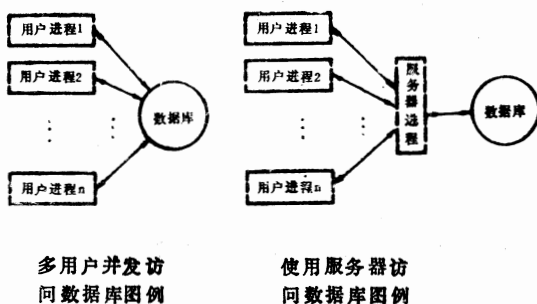 用户进程1
用户进程2
用户进程n
数据库
多用户并发访
问数据库图例
用户进程1
用户进程2
用户进程n
服务器进程
数据库
使用服务器访
问数据库图例